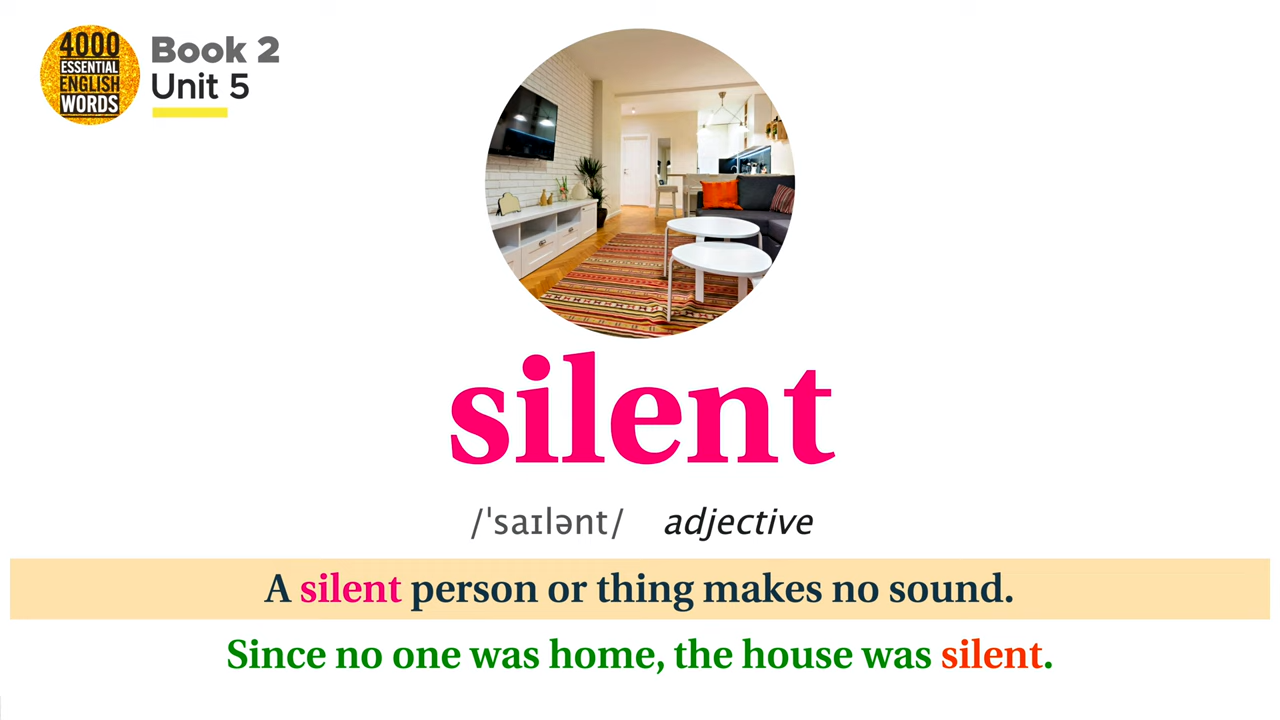 4000
ESSENTIAL
ENGLISH
WORDS
Book 2
Unit 5
silent
/ˈsaɪlənt/ adjective
A silent person or thing makes no sound.
Since no one was home, the house was silent.